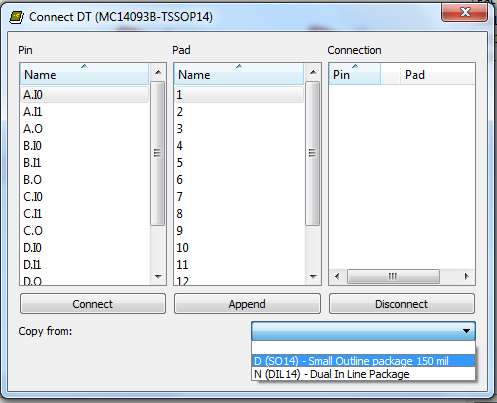 Connect DT (MC14093B-TSSOP14)
Pin Pad Connection
Name Name Pin Pad
A.I0 1
A.I1 2
A.O 3
B.I0 4
B.I1 5
B.O 6
C.I0 7
C.I1 8
C.O 9
D.I0 10
D.I1 11
D.O 12
Connect Append Disconnect
Copy from:
D (SO14) - Small Outline package 150 mil
N (DIL14) - Dual In Line Package